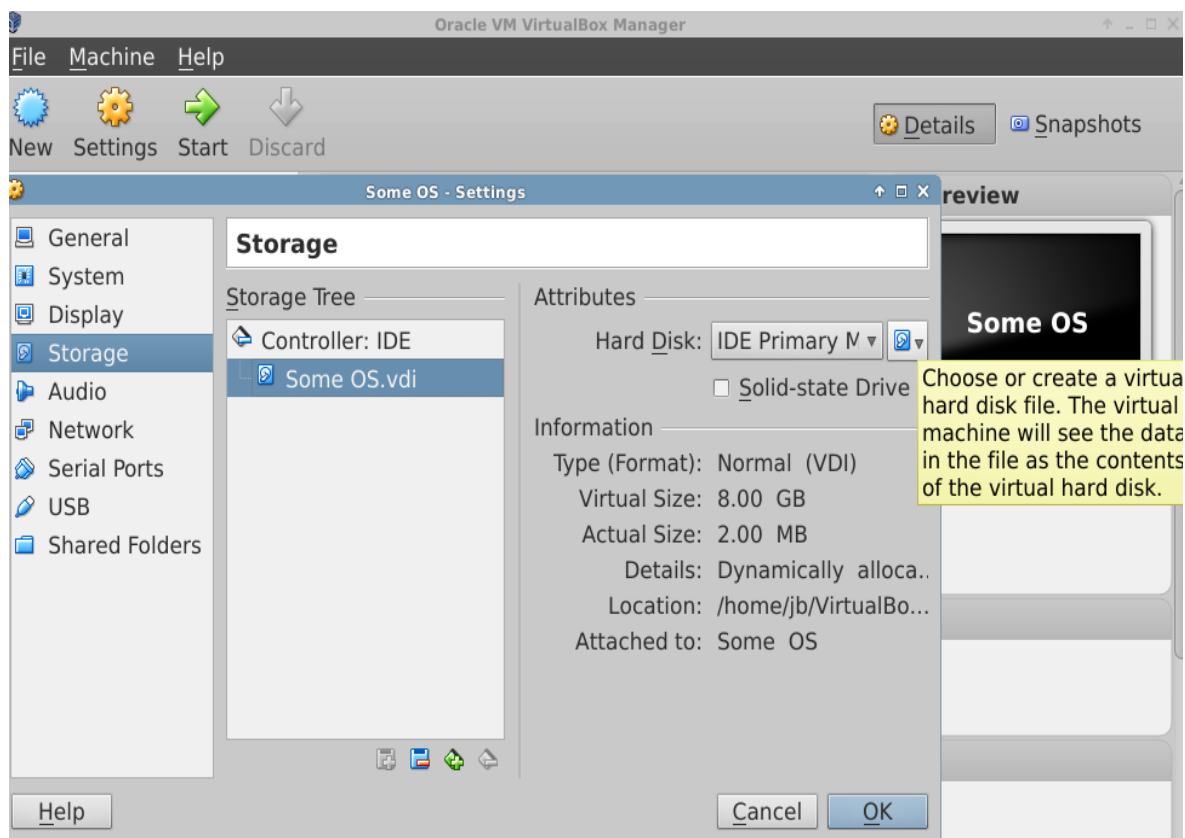 Oracle VM VirtualBox Manager
File Machine Help
New Settings Start Discard
Details Snapshots
Some OS - Settings
review
General
System
Display
Storage
Audio
Network
Serial Ports
USB
Shared Folders
Storage
Storage Tree
Controller: IDE
Some OS.vdi
Attributes
Hard Disk: IDE Primary M
Solid-state Drive
Information
Type (Format): Normal (VDI)
Virtual Size: 8.00 GB
Actual Size: 2.00 MB
Details: Dynamically alloca..
Location: /home/jb/VirtualBo...
Attached to: Some OS
Some OS
Choose or create a virtua
hard disk file. The virtual
machine will see the data
in the file as the contents
of the virtual hard disk.
Help
Cancel OK